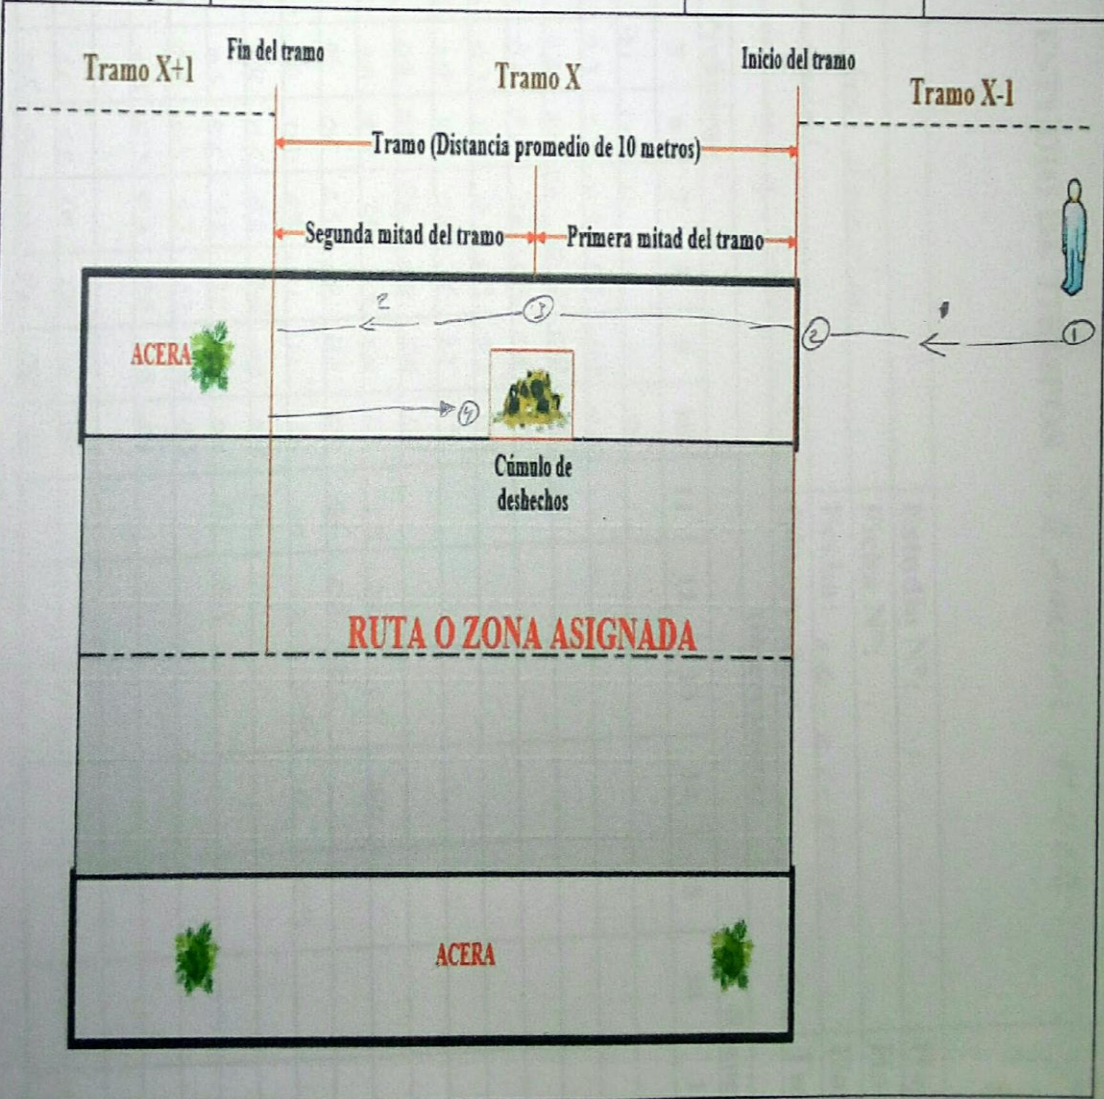 Tramo X+1
Fin del tramo
Tramo X
Inicio del tramo
Tramo X-1
Tramo (Distancia promedio de 10 metros)
Segunda mitad del tramo
Primera mitad del tramo
2
3
2
1
ACERA
4
Cúmulo de
deshechos
RUTA O ZONA ASIGNADA
ACERA